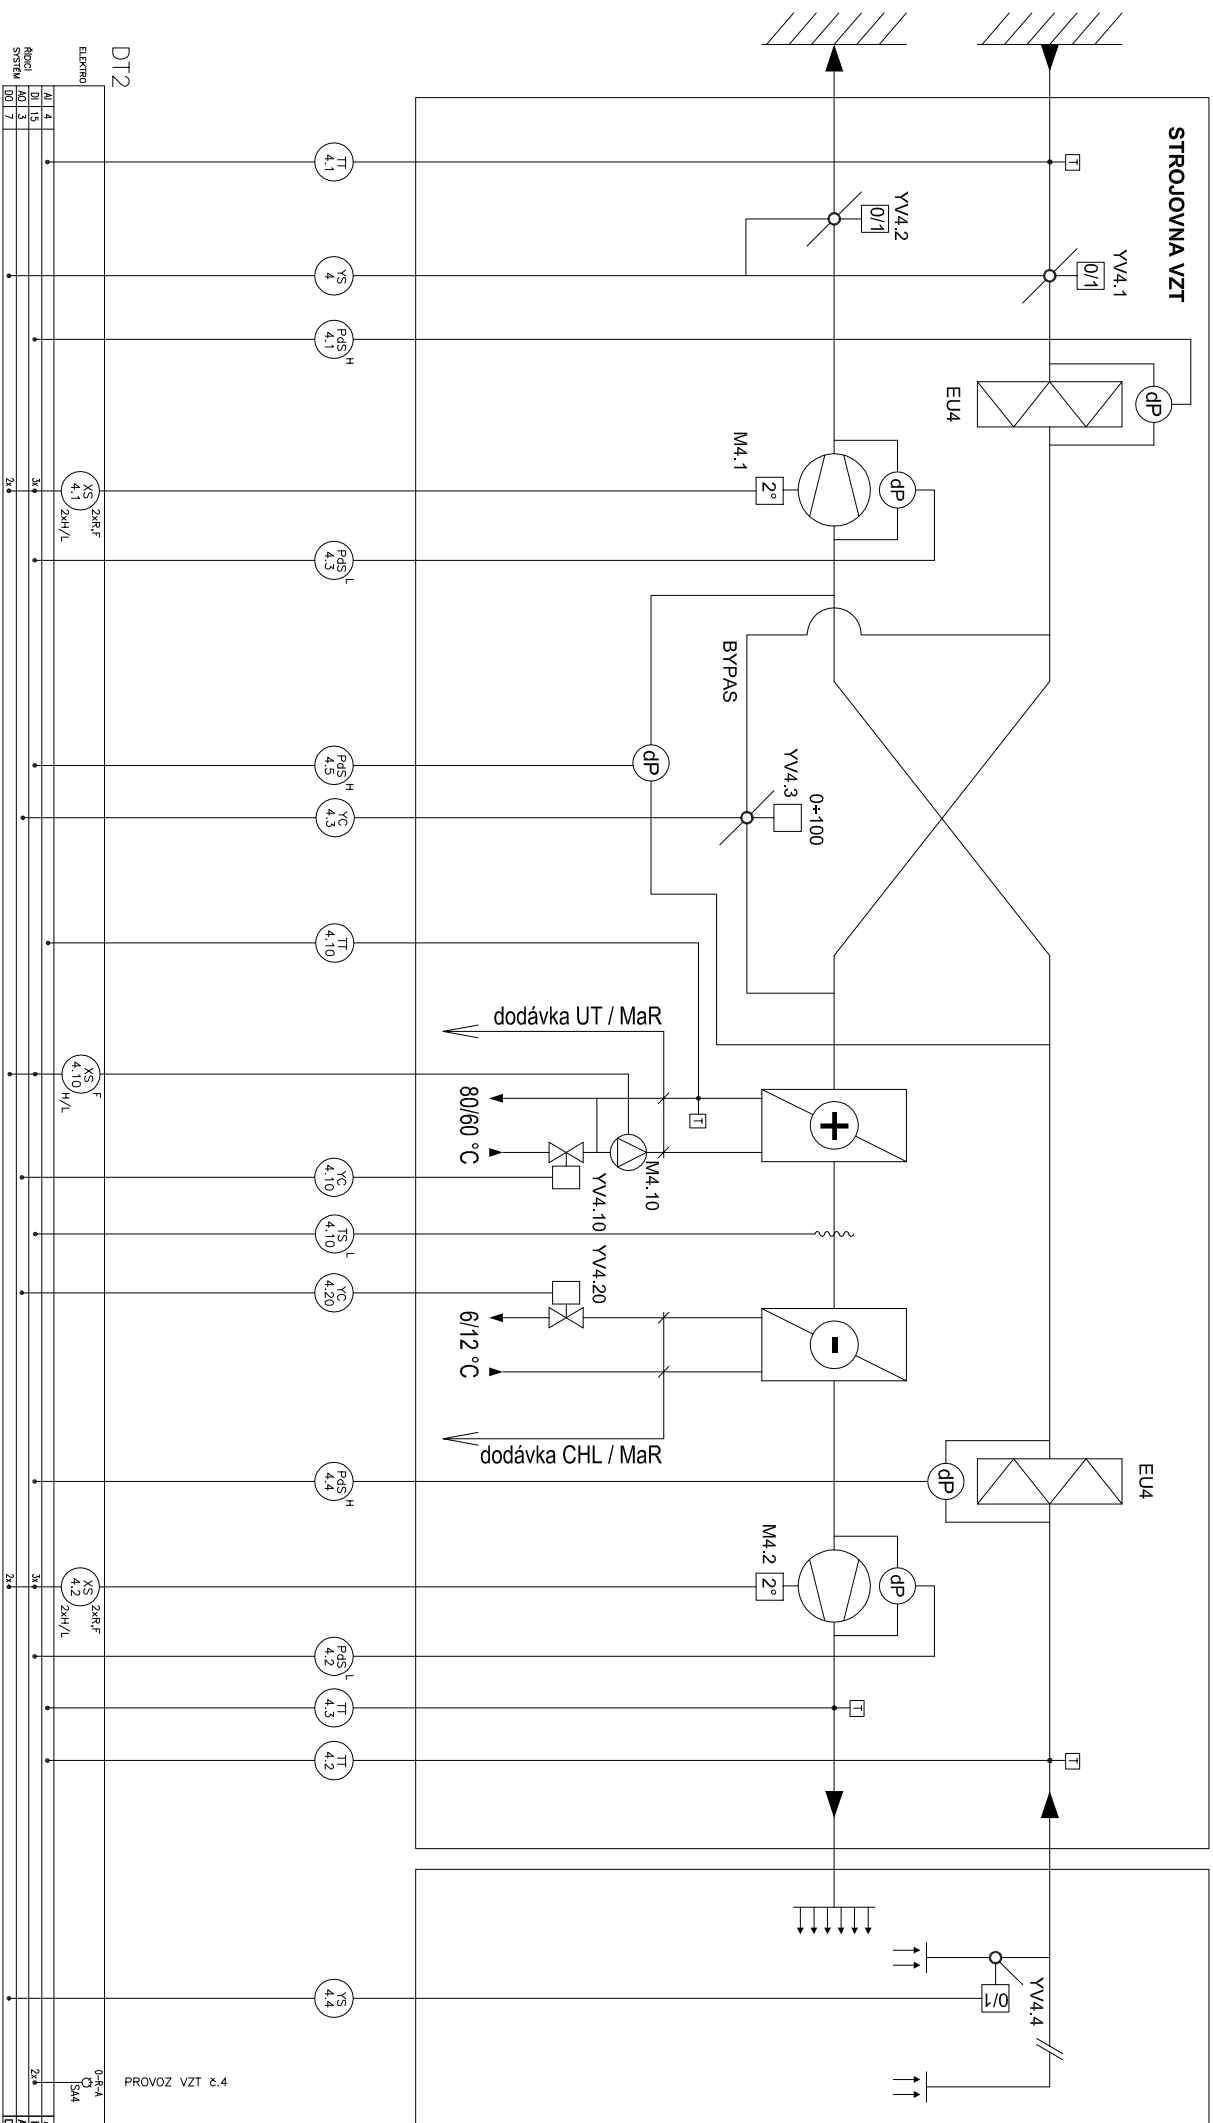 STROJOVNA VZT
T
YV4.1
0/1
YV4.2
0/1
dP
EU4
M4.1
2°
dP
BYPAS
dP
YV4.3
0÷100
dodávka UT / MaR
80/60 °C
T
M4.10
YV4.10
YV4.20
6/12 °C
dodávka CHL / MaR
+
-
dP
EU4
M4.2
2°
dP
T
T
YV4.4
0/1
TT
4.1
YS
4
PdS
4.1
H
PdS
4.3
L
PdS
4.5
H
YC
4.3
TT
4.10
YC
4.10
TS
4.10
L
YC
4.20
PdS
4.4
H
PdS
4.2
L
TT
4.3
TT
4.2
YS
4.4
DT2
ELEKTRO
XS
4.1
2xR,F
2xH/L
XS
4.10
F
H/L
XS
4.2
2xR,F
2xH/L
PROVOZ VZT č.4
0-R-A
SA4
ŘÍDICÍ
SYSTÉM
AI 4
DI 15
3x
3x
2x
AO 3
DO 7
2x
2x